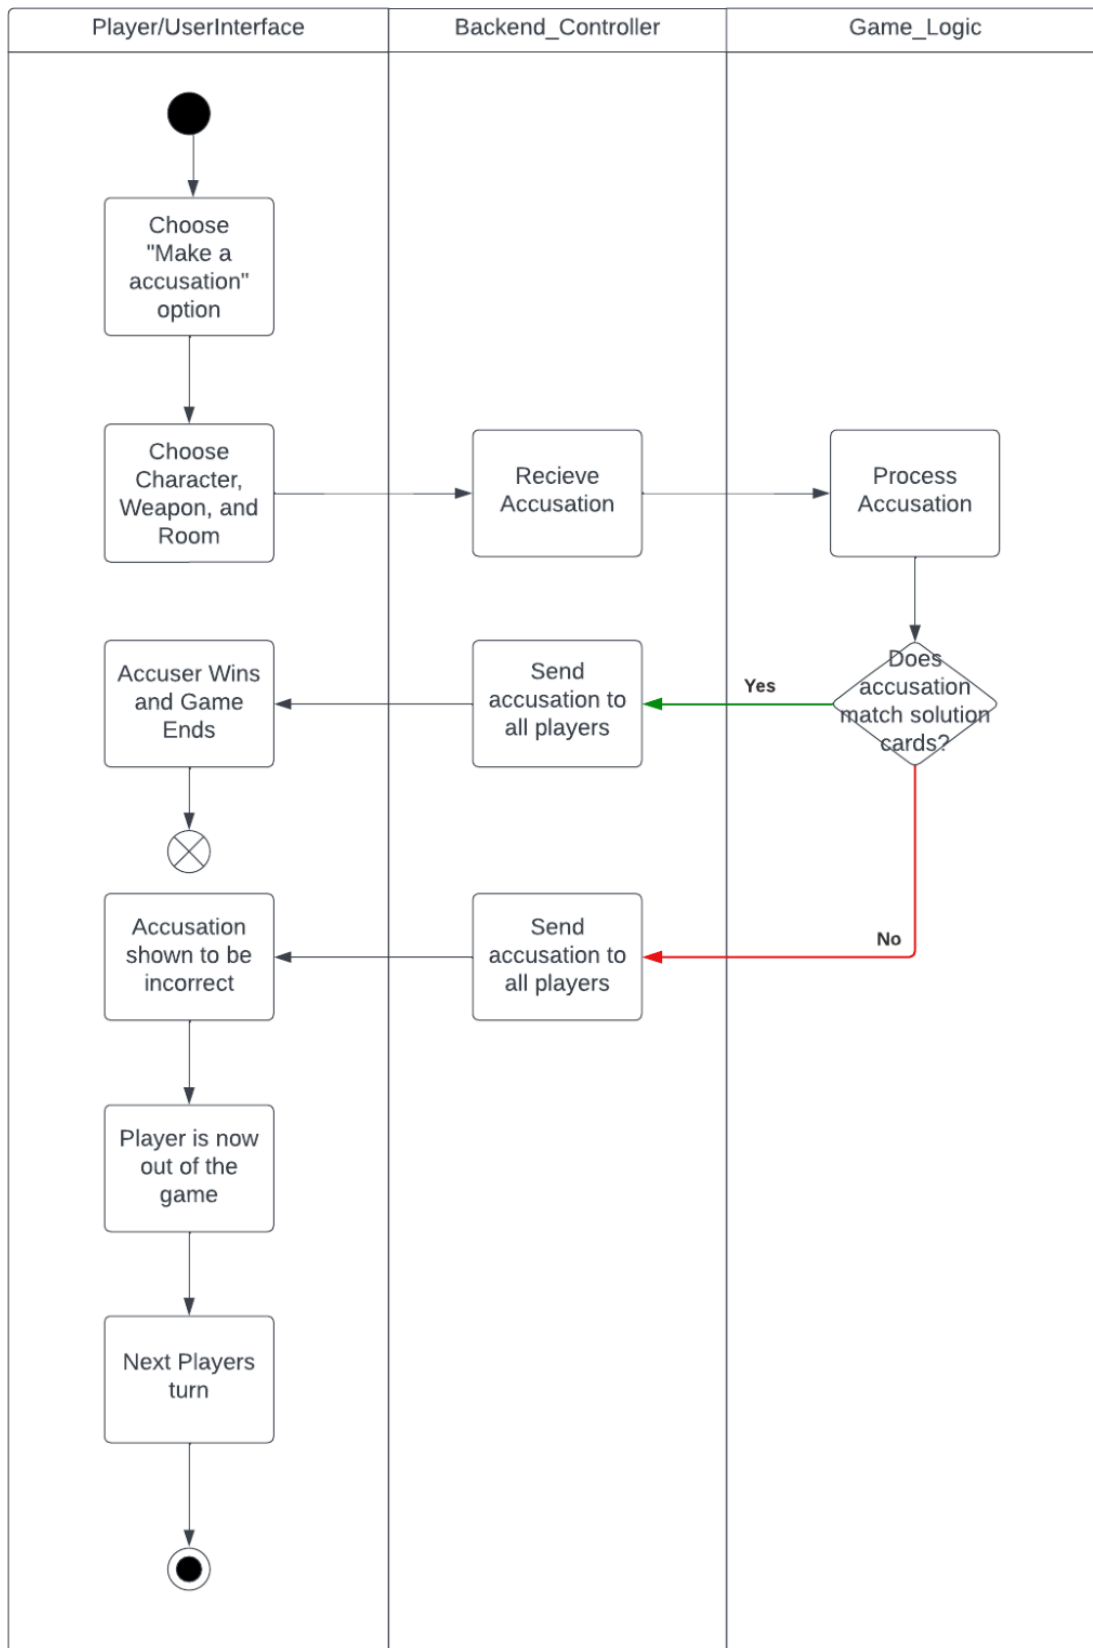 Player/UserInterface
Backend_Controller
Game_Logic
Choose
"Make a
accusation"
option
Choose
Character,
Weapon, and
Room
Recieve
Accusation
Process
Accusation
Accuser Wins
and Game
Ends
Send
accusation to
all players
Yes
Does
accusation
match solution
cards?
Accusation
shown to be
incorrect
Send
accusation to
all players
No
Player is now
out of the
game
Next Players
turn